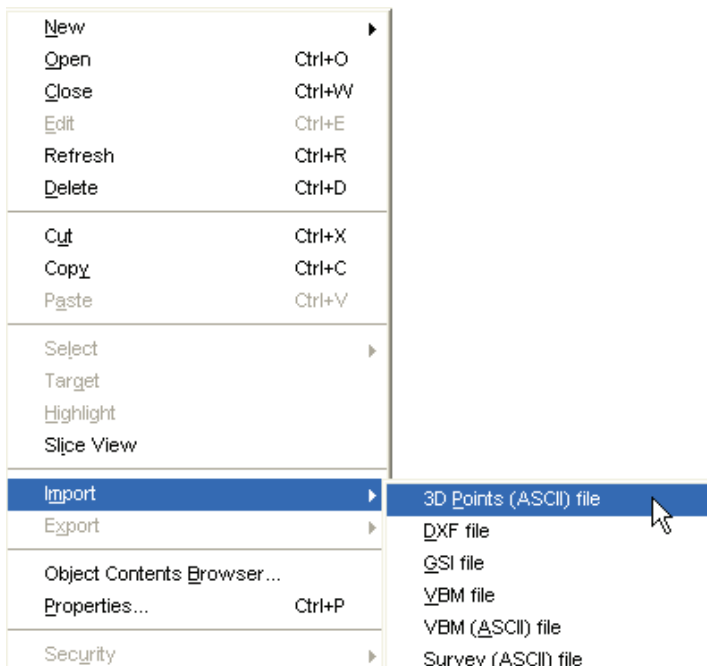 New
Open Ctrl+O
Close Ctrl+W
Edit Ctrl+E
Refresh Ctrl+R
Delete Ctrl+D
Cut Ctrl+X
Copy Ctrl+C
Paste Ctrl+V
Select
Target
Highlight
Slice View
Import
Export
Object Contents Browser...
Properties... Ctrl+P
Security
3D Points (ASCII) file
DXF file
GSI file
VBM file
VBM (ASCII) file
Survey (ASCII) file